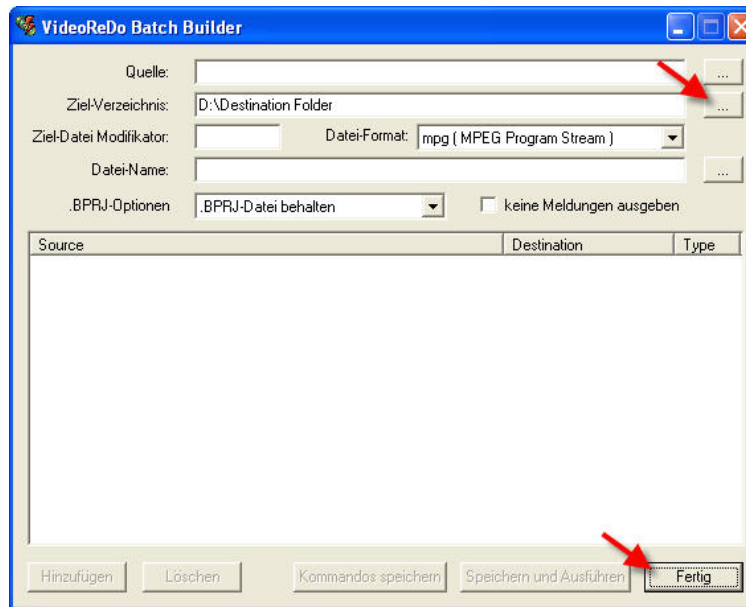 VideoReDo Batch Builder
Quelle: ...
Ziel-Verzeichnis: D:\Destination Folder ...
Ziel-Datei Modifikator: Datei-Format: mpg ( MPEG Program Stream )
Datei-Name: ...
.BPRJ-Optionen .BPRJ-Datei behalten keine Meldungen ausgeben
Source Destination Type
Hinzufügen Löschen Kommandos speichern Speichern und Ausführen Fertig